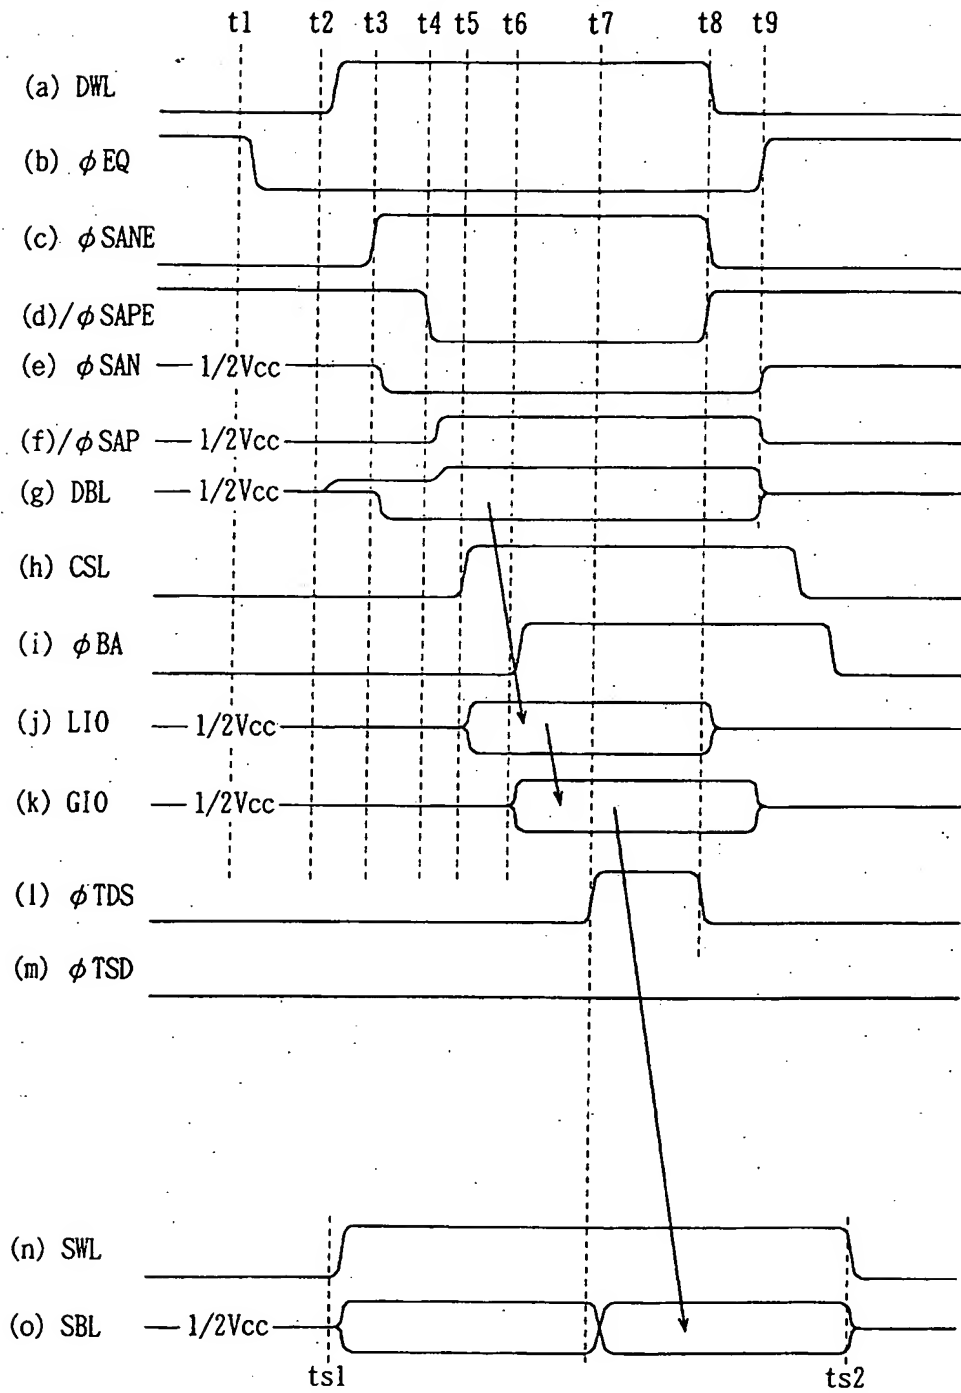 t1 t2 t3 t4 t5 t6 t7 t8 t9
(a) DWL
(b) φEQ
(c) φSANE
(d)/φSAPE
(e) φSAN 1/2Vcc
(f)/φSAP 1/2Vcc
(g) DBL 1/2Vcc
(h) CSL
(i) φBA
(j) LIO 1/2Vcc
(k) GIO 1/2Vcc
(l) φTDS
(m) φTSD
(n) SWL
(o) SBL 1/2Vcc
ts1 ts2